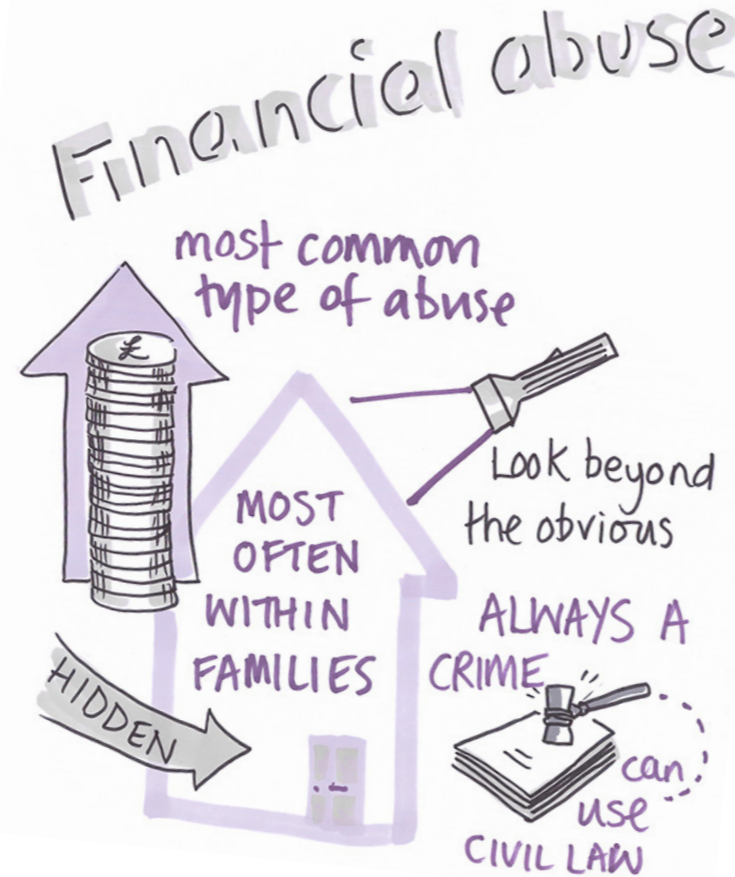 Financial abuse
most common
type of abuse
£
Look beyond
the obvious
MOST
OFTEN
WITHIN
FAMILIES
HIDDEN
ALWAYS A
CRIME
can
use
CIVIL LAW